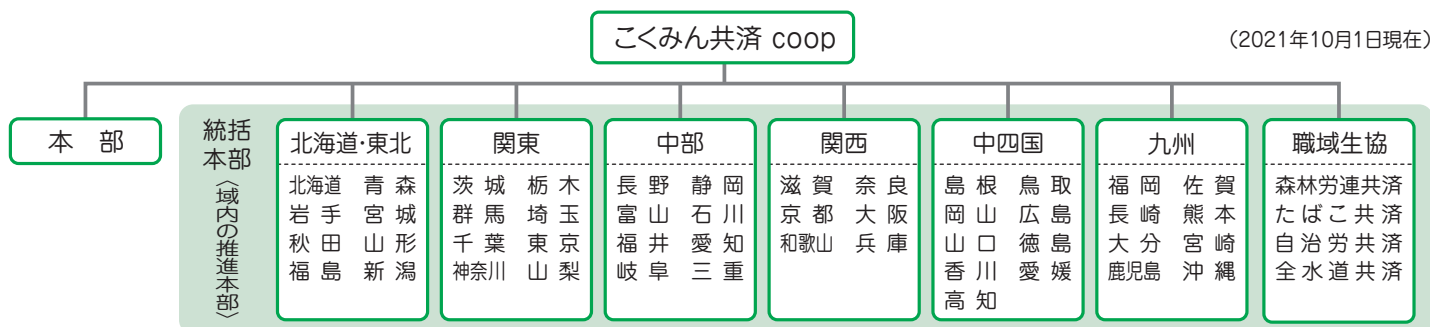 こくみん共済 coop
（2021年10月1日現在）
本 部
統括
本部
〈域内の推進本部〉
北海道・東北
北海道 青 森
岩 手 宮 城
秋 田 山 形
福 島 新 潟
関東
茨 城 栃 木
群 馬 埼 玉
千 葉 東 京
神奈川 山 梨
中部
長 野 静 岡
富 山 石 川
福 井 愛 知
岐 阜 三 重
関西
滋 賀 奈 良
京 都 大 阪
和歌山 兵 庫
中四国
島 根 鳥 取
岡 山 広 島
山 口 徳 島
香 川 愛 媛
高 知
九州
福 岡 佐 賀
長 崎 熊 本
大 分 宮 崎
鹿児島 沖 縄
職域生協
森林労連共済
たばこ共済
自治労共済
全水道共済